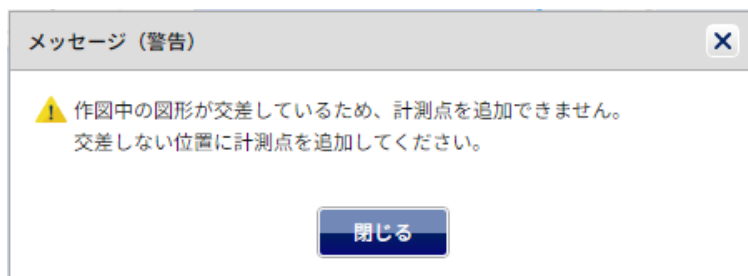 メッセージ（警告）
作図中の図形が交差しているため、計測点を追加できません。
交差しない位置に計測点を追加してください。
閉じる